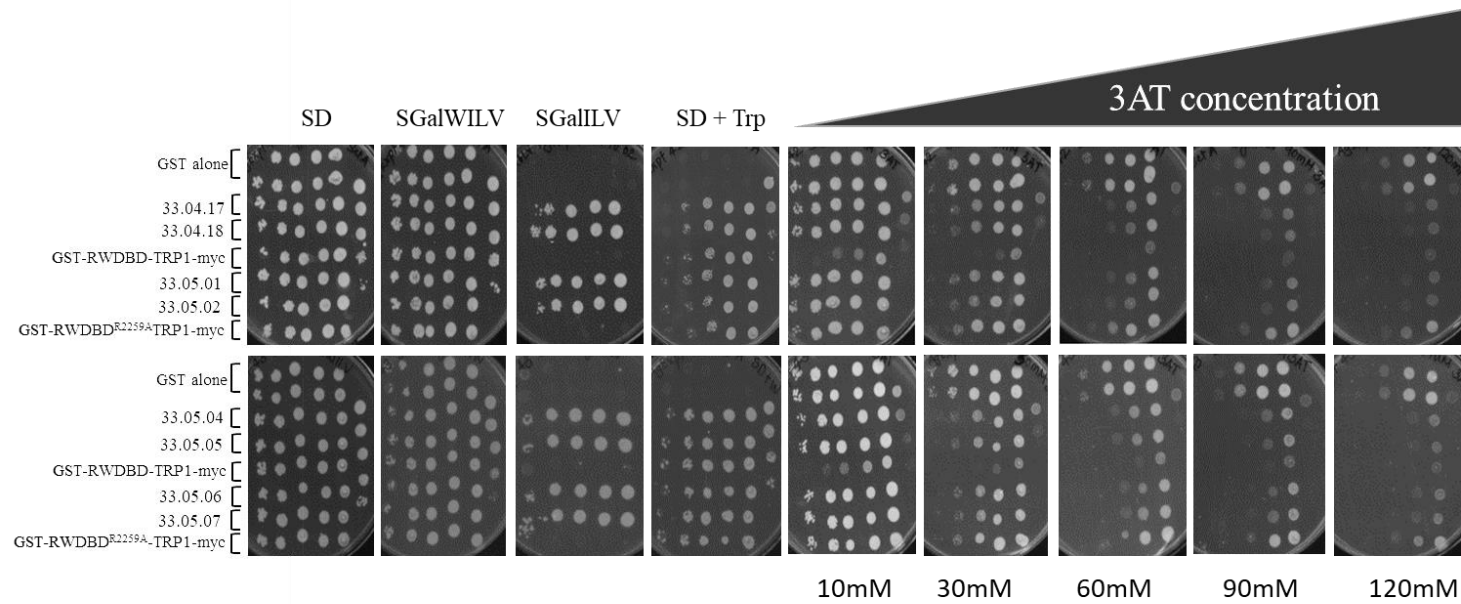 3AT concentration
SD SGalWILV SGalILV SD + Trp
GST alone
33.04.17
33.04.18
GST-RWDBD-TRP1-myc
33.05.01
33.05.02
GST-RWDBDR2259ATRP1-myc
GST alone
33.05.04
33.05.05
GST-RWDBD-TRP1-myc
33.05.06
33.05.07
GST-RWDBDR2259A-TRP1-myc
10mM 30mM 60mM 90mM 120mM